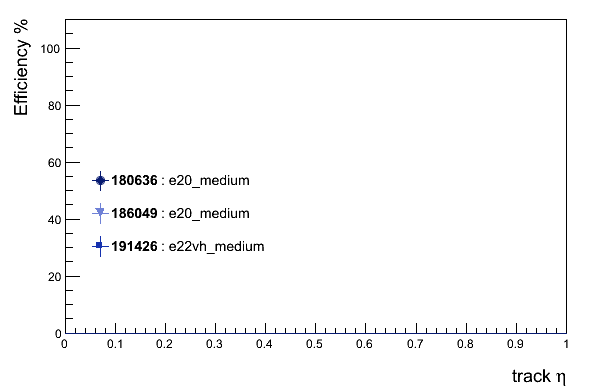 Efficiency %
100
80
60
40
20
0
180636 : e20_medium
186049 : e20_medium
191426 : e22vh_medium
0 0.1 0.2 0.3 0.4 0.5 0.6 0.7 0.8 0.9 1
track η